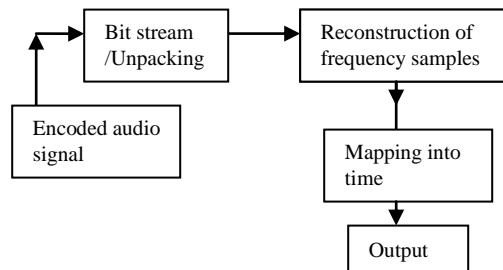 Bit stream
/Unpacking
Reconstruction of
frequency samples
Encoded audio
signal
Mapping into
time
Output